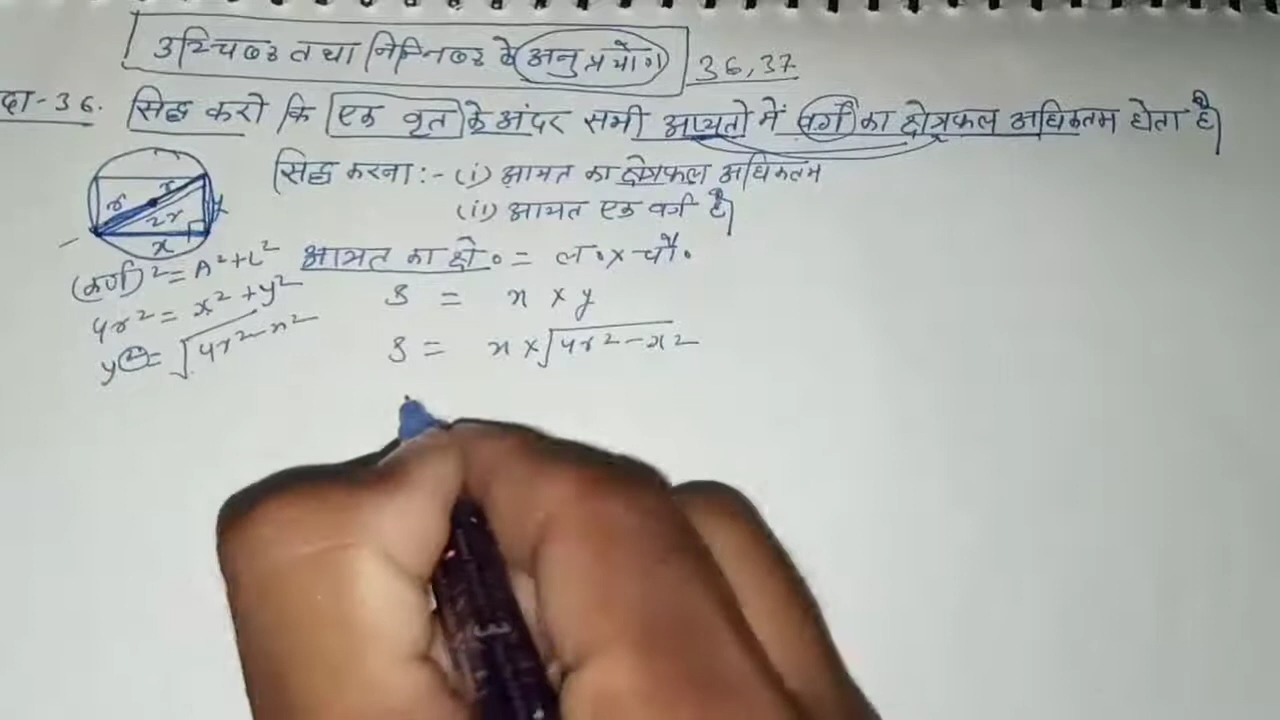 उच्चिष्ठ तथा निम्निष्ठ के अनुप्रयोग 36,37
दा-36. सिद्ध करो कि एक वृत के अंदर सभी आयतो में वर्ग का क्षेत्रफल अधिकतम होता है।
सिद्ध करना:- (i) आयत का क्षेत्रफल अधिकतम
(ii) आयत एक वर्ग है।
r r
2r
x y
आयत का क्षे० = ल०×चौ०
(कर्ण)² = A²+L²
S = x × y
4r² = x²+y²
S = x × √4r²-x²
y² = √4r²-x²